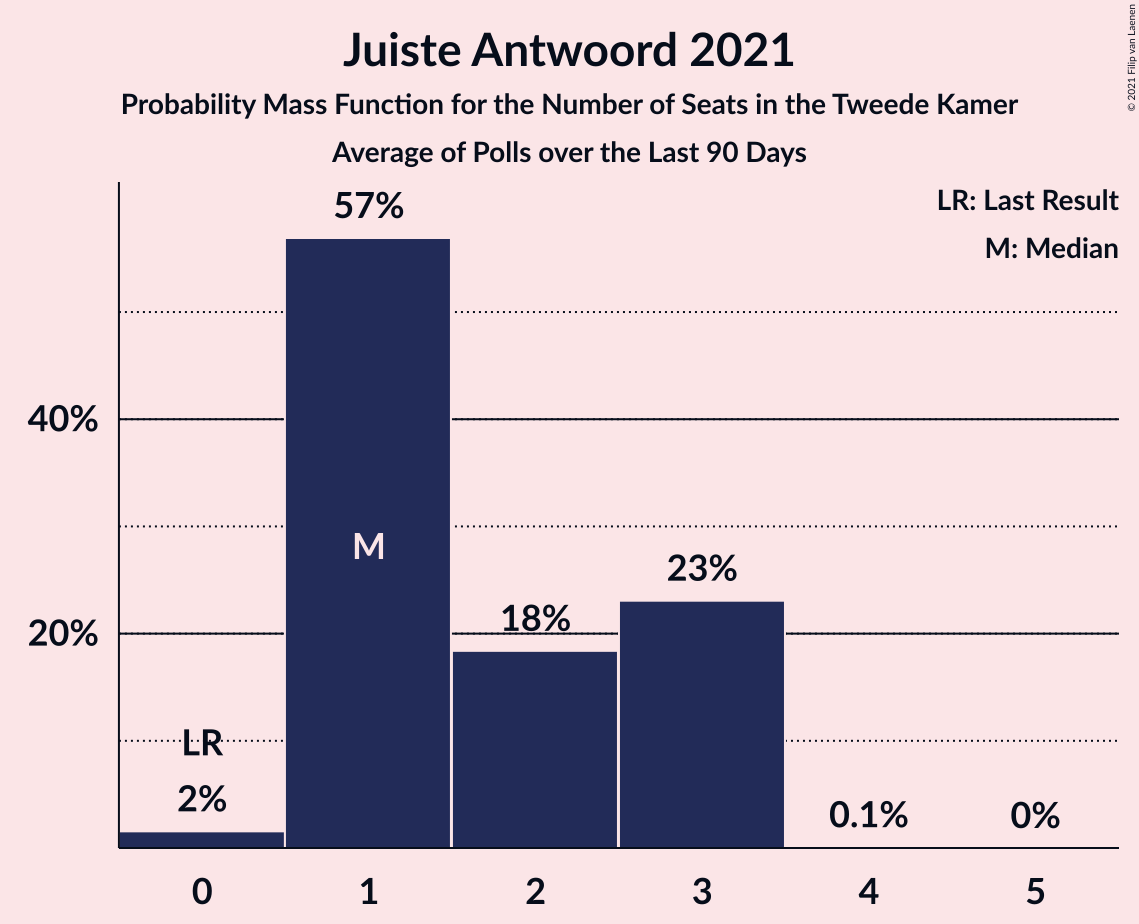 Juiste Antwoord 2021
Probability Mass Function for the Number of Seats in the Tweede Kamer
Average of Polls over the Last 90 Days
© 2021 Filip van Laenen
LR: Last Result
M: Median
57%
40%
M
23%
18%
20%
LR
2%
0.1%
0%
0 1 2 3 4 5